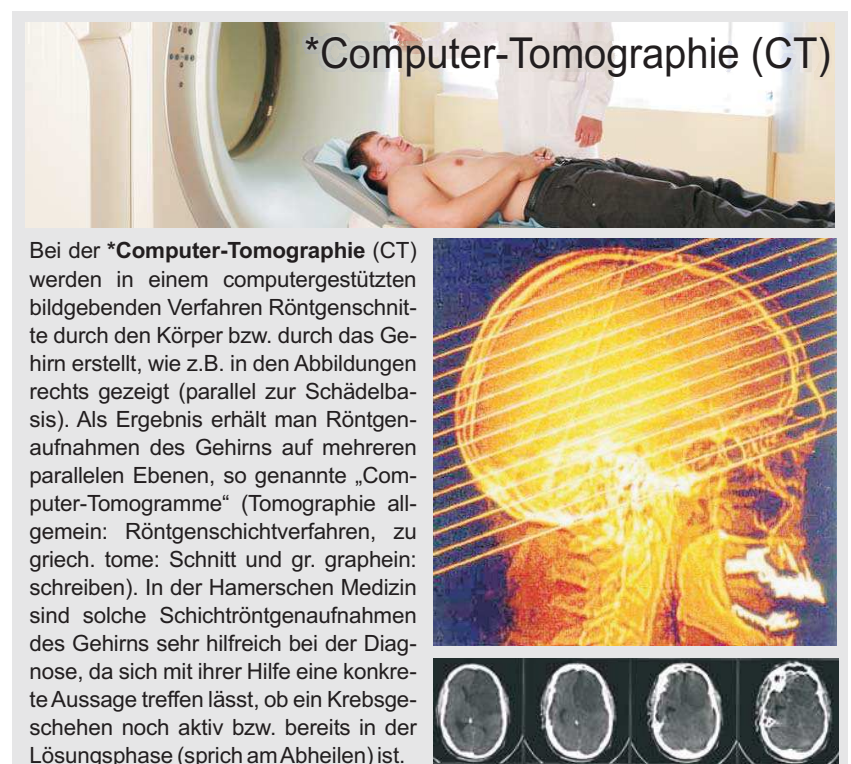 *Computer-Tomographie (CT)
Bei der *Computer-Tomographie (CT)
werden in einem computergestützten
bildgebenden Verfahren Röntgenschnit-
te durch den Körper bzw. durch das Ge-
hirn erstellt, wie z.B. in den Abbildungen
rechts gezeigt (parallel zur Schädelba-
sis). Als Ergebnis erhält man Röntgen-
aufnahmen des Gehirns auf mehreren
parallelen Ebenen, so genannte „Com-
puter-Tomogramme“ (Tomographie all-
gemein: Röntgenschichtverfahren, zu
griech. tome: Schnitt und gr. graphein:
schreiben). In der Hamerschen Medizin
sind solche Schichtröntgenaufnahmen
des Gehirns sehr hilfreich bei der Diag-
nose, da sich mit ihrer Hilfe eine konkre-
te Aussage treffen lässt, ob ein Krebsge-
schehen noch aktiv bzw. bereits in der
Lösungsphase (sprich am Abheilen) ist.